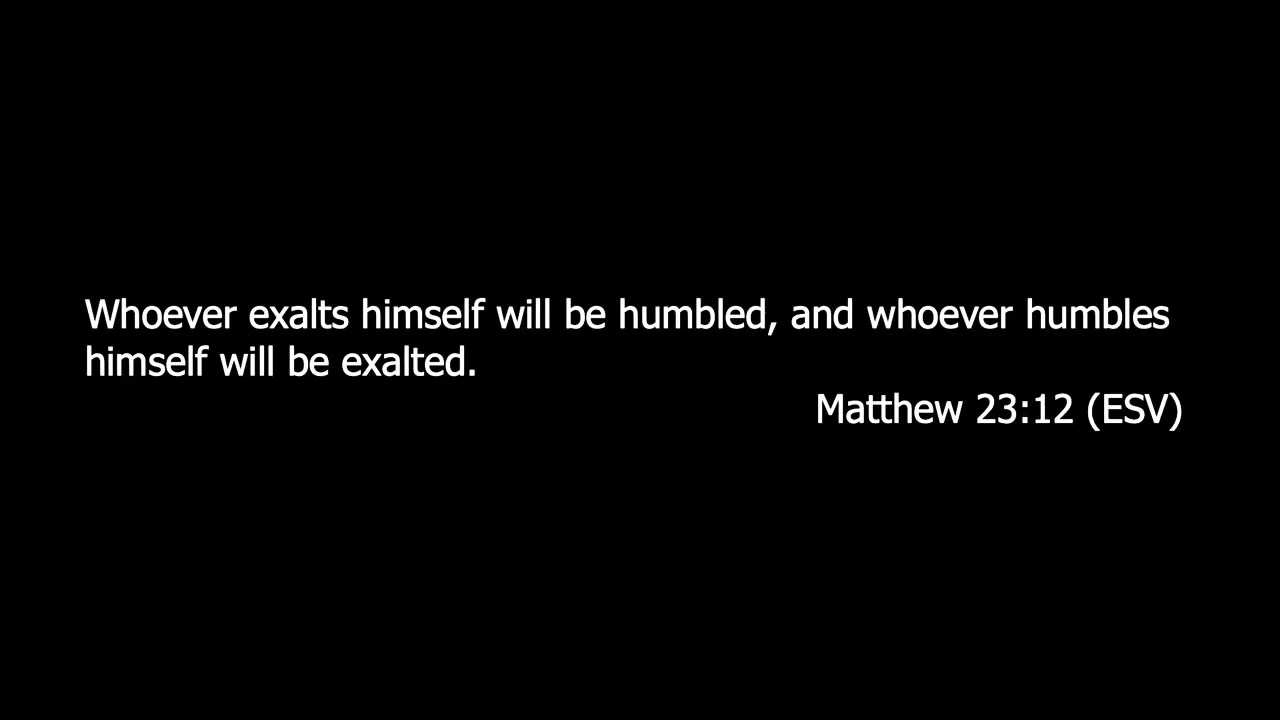 Whoever exalts himself will be humbled, and whoever humbles
himself will be exalted.
Matthew 23:12 (ESV)